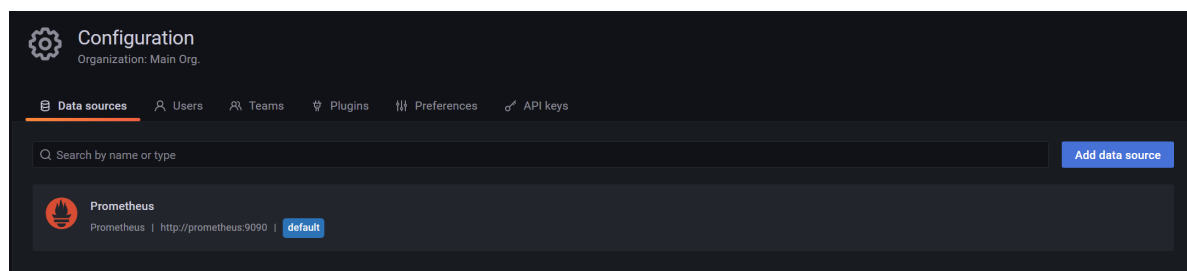 Configuration
Organization: Main Org.
Data sources Users Teams Plugins Preferences API keys
Search by name or type Add data source
Prometheus
Prometheus | http://prometheus:9090 | default